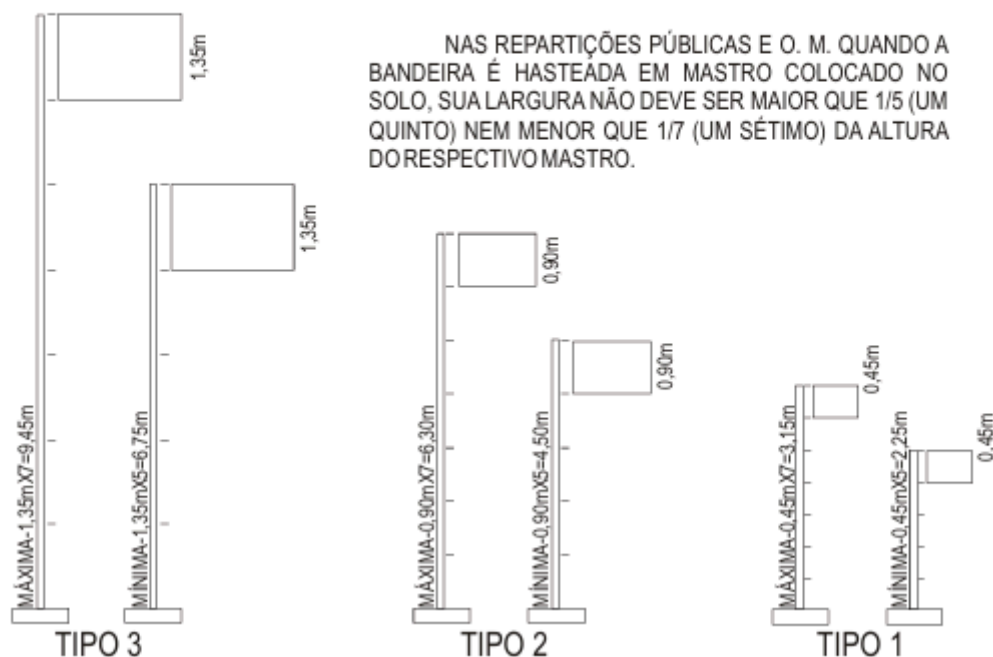 NAS REPARTIÇÕES PÚBLICAS E O. M. QUANDO A
BANDEIRA É HASTEADA EM MASTRO COLOCADO NO
SOLO, SUA LARGURA NÃO DEVE SER MAIOR QUE 1/5 (UM
QUINTO) NEM MENOR QUE 1/7 (UM SÉTIMO) DA ALTURA
DO RESPECTIVO MASTRO.
MÁXIMA-1,35mX7=9,45m
1,35m
MÍNIMA-1,35mX5=6,75m
1,35m
TIPO 3
MÁXIMA-0,90mX7=6,30m
0,90m
MÍNIMA-0,90mX5=4,50m
0,90m
TIPO 2
MÁXIMA-0,45mX7=3,15m
0,45m
MÍNIMA-0,45mX5=2,25m
0,45m
TIPO 1